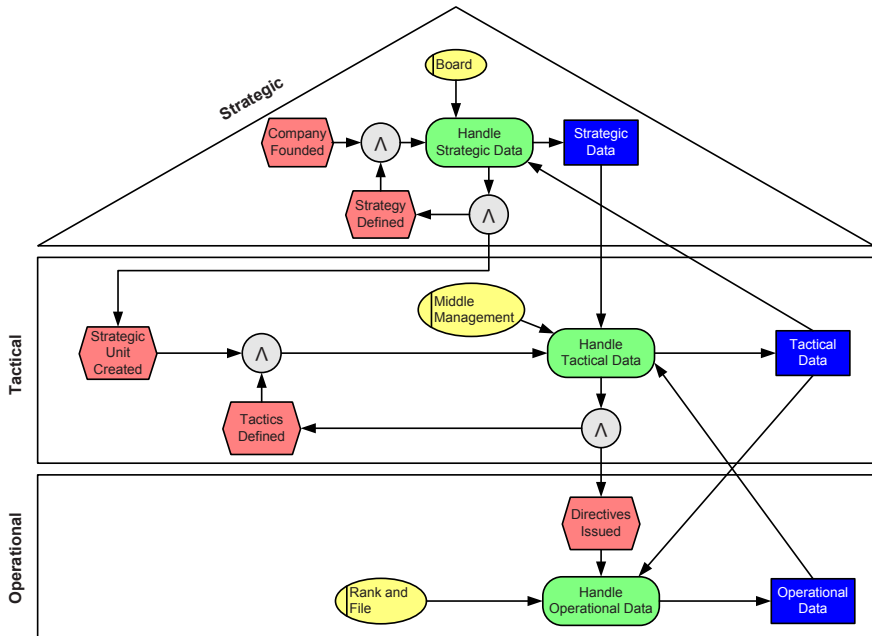 Board
Strategic
Company
Founded
Λ
Handle
Strategic Data
Strategic
Data
Strategy
Defined
Λ
Tactical
Middle
Management
Strategic
Unit
Created
Λ
Handle
Tactical Data
Tactical
Data
Tactics
Defined
Λ
Operational
Directives
Issued
Rank and
File
Handle
Operational Data
Operational
Data